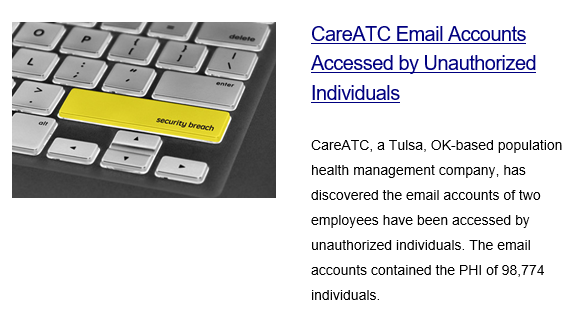 delete
O P { [ } ] | \
L : ; " '
enter
> .
? /
security breach
alt
CareATC Email Accounts
Accessed by Unauthorized
Individuals
CareATC, a Tulsa, OK-based population
health management company, has
discovered the email accounts of two
employees have been accessed by
unauthorized individuals. The email
accounts contained the PHI of 98,774
individuals.